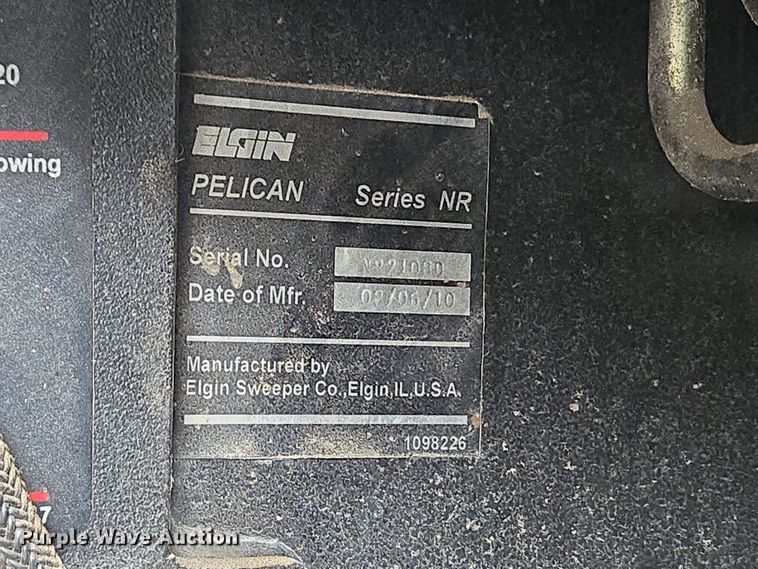 20
owing
ELGIN
PELICAN Series NR
Serial No.
Date of Mfr.
Manufactured by
Elgin Sweeper Co.,Elgin,IL,U.S.A.
1098226
7
Purple Wave Auction